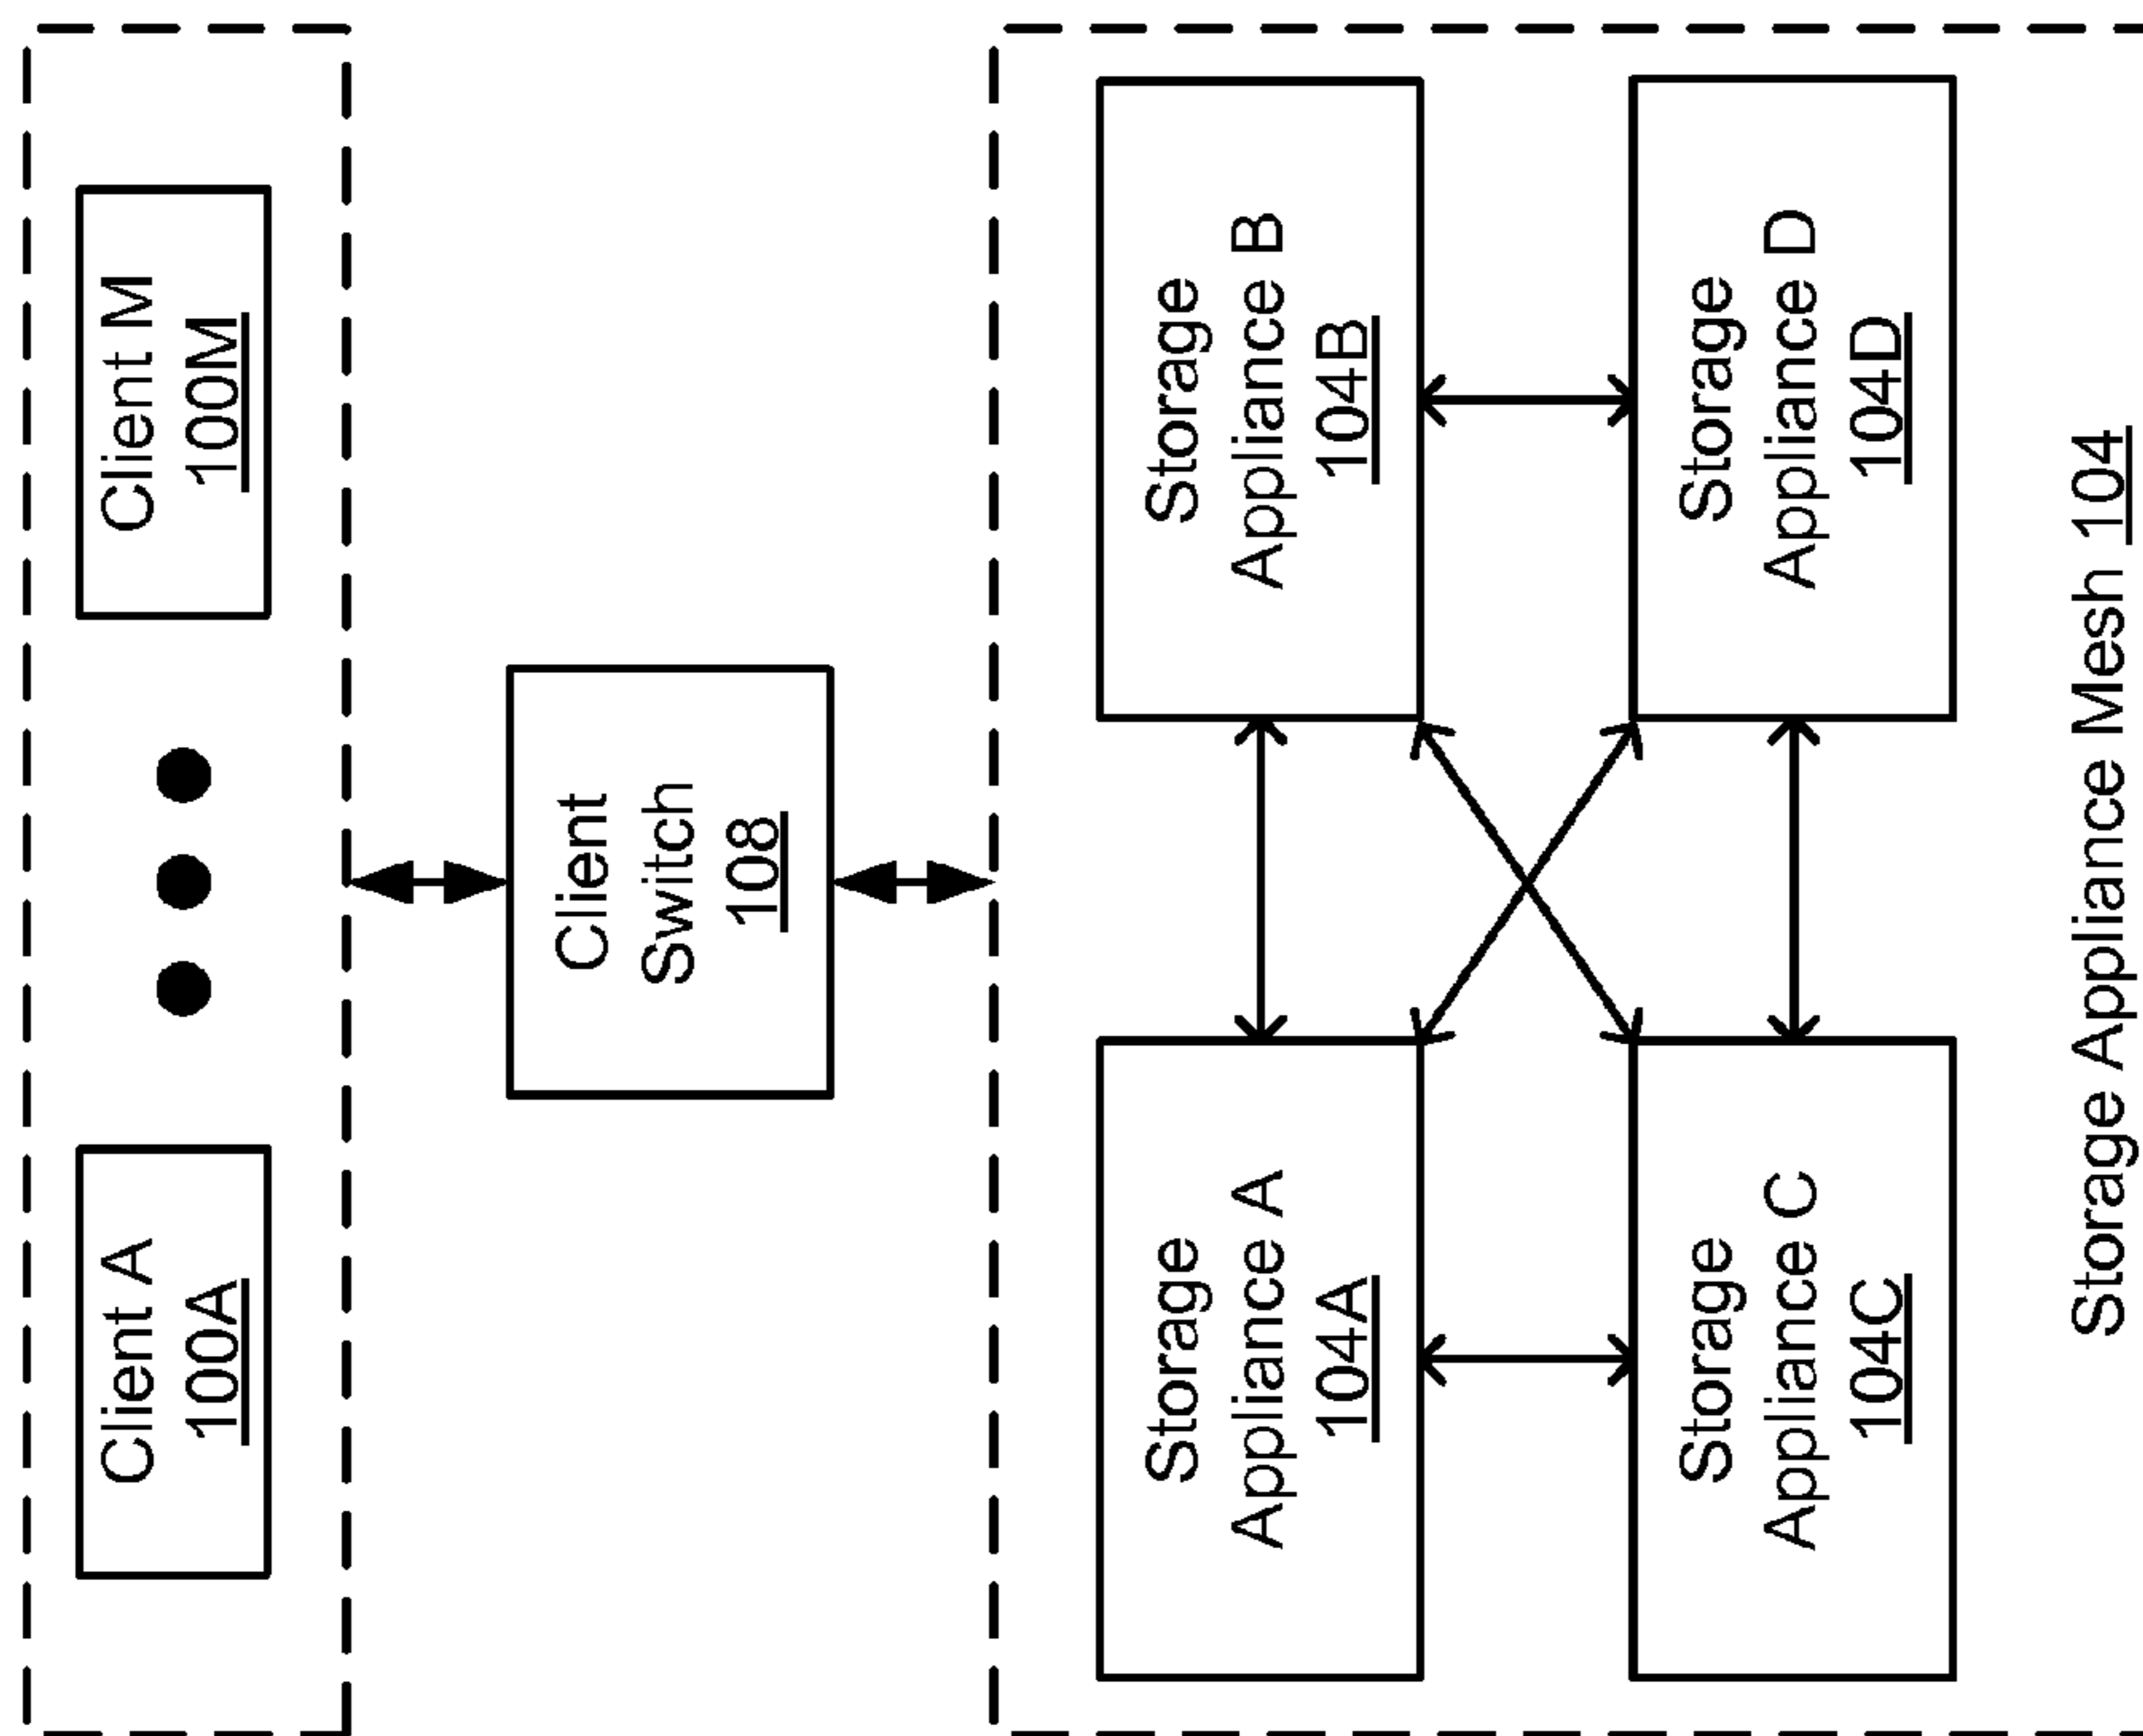 Client A
100A
Client M
100M
Client
Switch
108
Storage
Appliance A
104A
Storage
Appliance B
104B
Storage
Appliance C
104C
Storage
Appliance D
104D
Storage Appliance Mesh 104